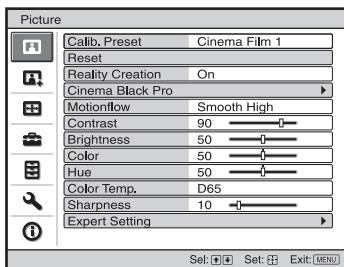 Picture
Calib. Preset Cinema Film 1
Reset
Reality Creation On
Cinema Black Pro
Motionflow Smooth High
Contrast 90
Brightness 50
Color 50
Hue 50
Color Temp. D65
Sharpness 10
Expert Setting
Sel: Set: Exit: MENU